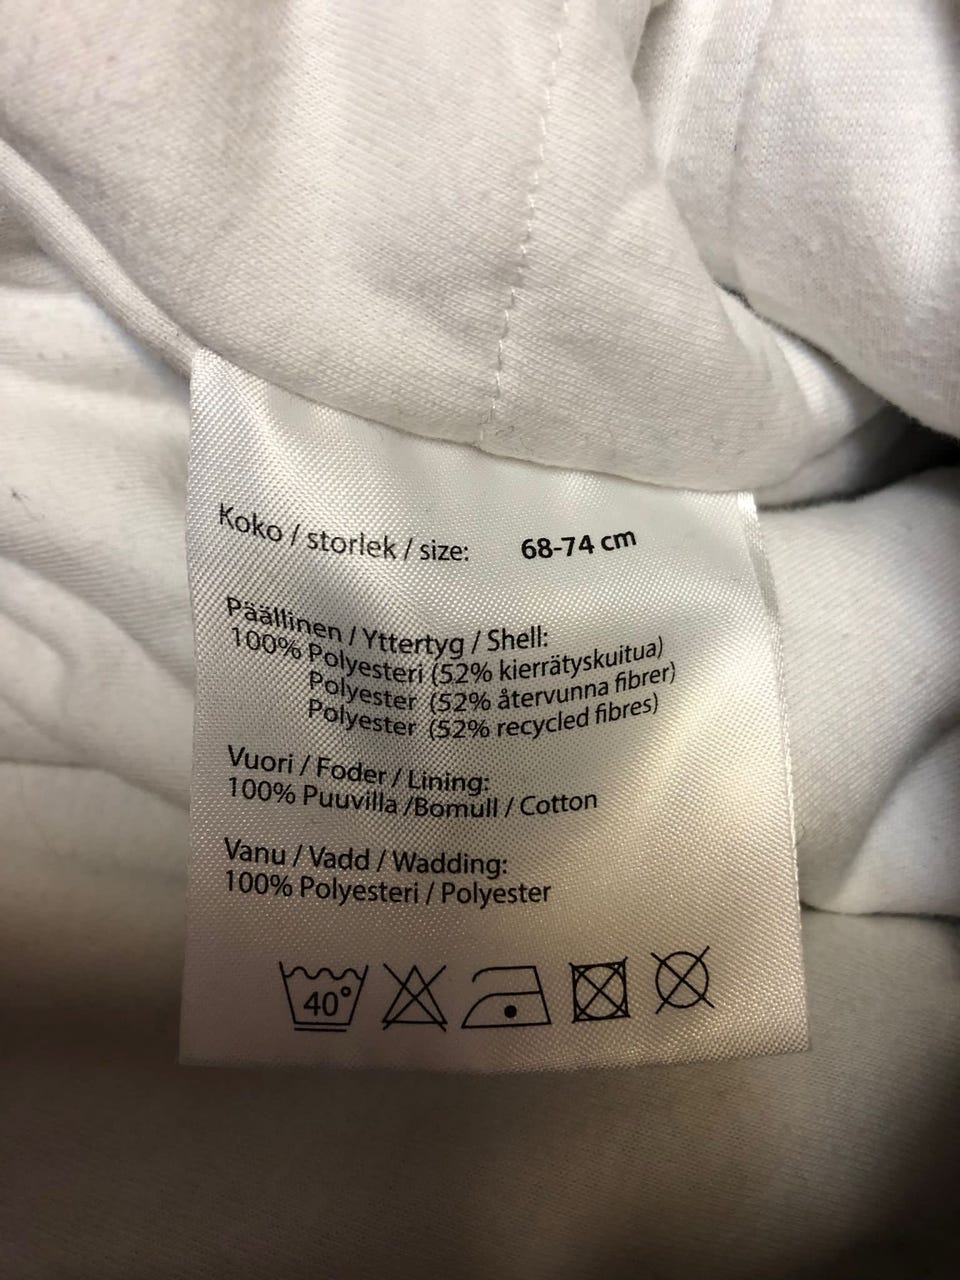 Koko / storlek / size: 68-74 cm
Päällinen / Yttertyg / Shell:
100% Polyesteri (52% kierrätyskuitua)
Polyester (52% återvunna fibrer)
Polyester (52% recycled fibres)
Vuori / Foder / Lining:
100% Puuvilla /Bomull / Cotton
Vanu / Vadd / Wadding:
100% Polyesteri / Polyester
40°